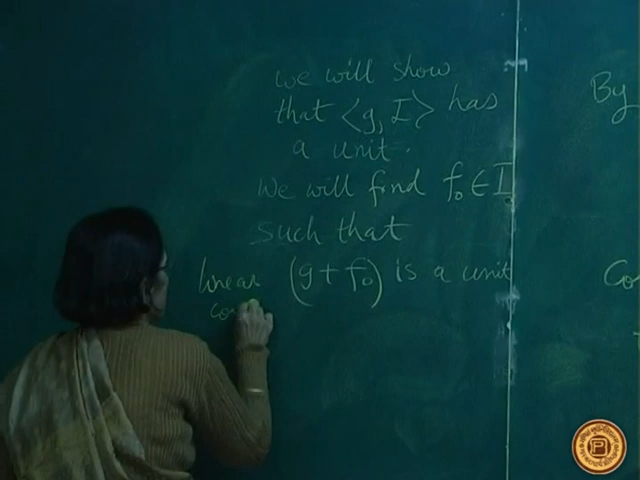 we will show
that <g, I> has
a unit.
we will find f₀ ∈ I
such that
linear (g + f₀) is a unit
By
Co